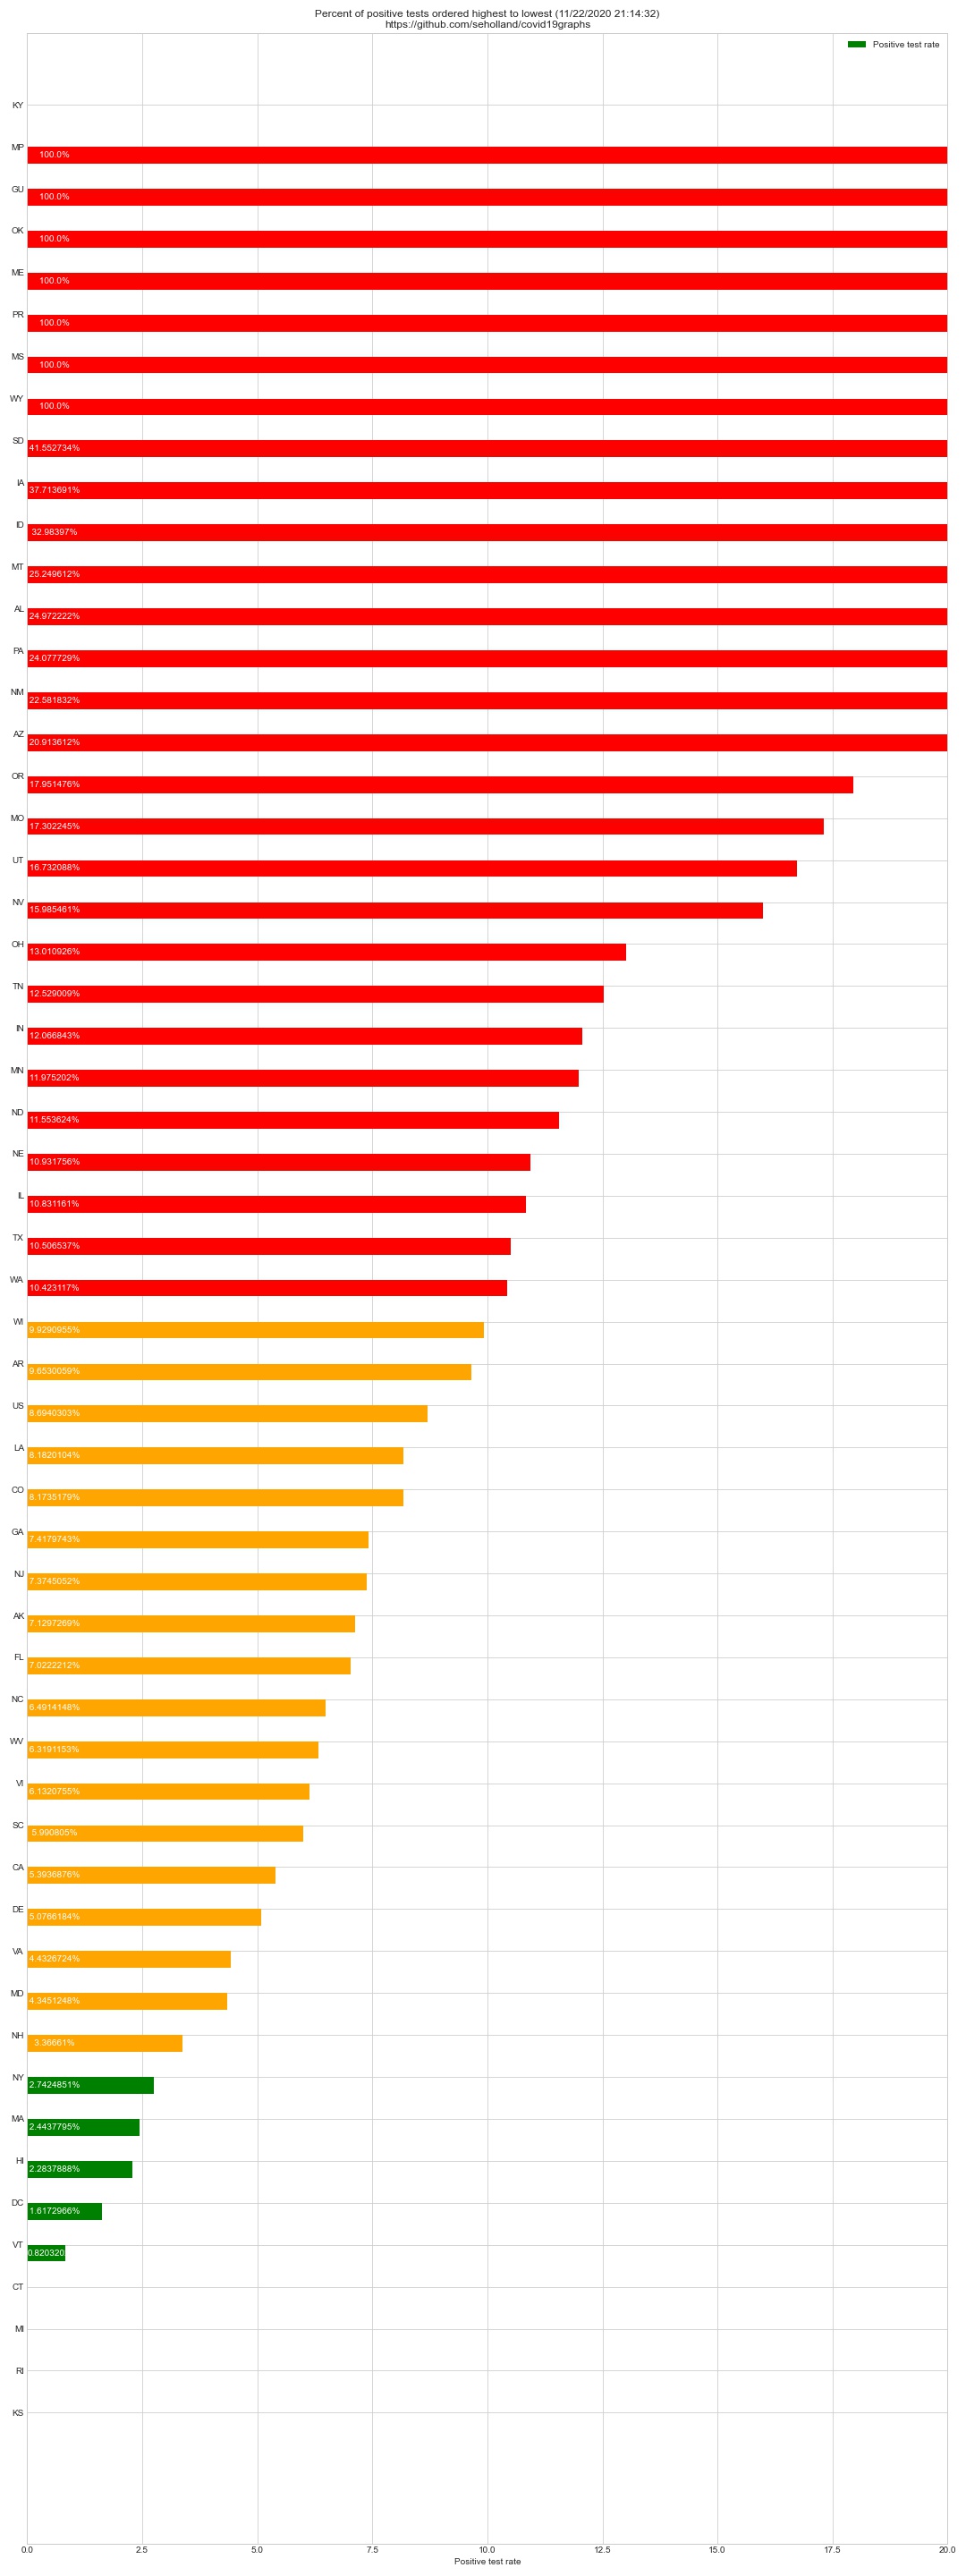 Percent of positive tests ordered highest to lowest (11/22/2020 21:14:32)
https://github.com/seholland/covid19graphs
Positive test rate
KY
MP 100.0%
GU 100.0%
OK 100.0%
ME 100.0%
PR 100.0%
MS 100.0%
WY 100.0%
SD 41.552734%
IA 37.713691%
ID 32.98397%
MT 25.249612%
AL 24.972222%
PA 24.077729%
NM 22.581832%
AZ 20.913612%
OR 17.951476%
MO 17.302245%
UT 16.732088%
NV 15.985461%
OH 13.010926%
TN 12.529009%
IN 12.066843%
MN 11.975202%
ND 11.553624%
NE 10.931756%
IL 10.831161%
TX 10.506537%
WA 10.423117%
WI 9.9290955%
AR 9.6530059%
US 8.6940303%
LA 8.1820104%
CO 8.1735179%
GA 7.4179743%
NJ 7.3745052%
AK 7.1297269%
FL 7.0222212%
NC 6.4914148%
WV 6.3191153%
VI 6.1320755%
SC 5.990805%
CA 5.3936876%
DE 5.0766184%
VA 4.4326724%
MD 4.3451248%
NH 3.36661%
NY 2.7424851%
MA 2.4437795%
HI 2.2837888%
DC 1.6172966%
VT 0.820320
CT
MI
RI
KS
0.0 2.5 5.0 7.5 10.0 12.5 15.0 17.5 20.0
Positive test rate